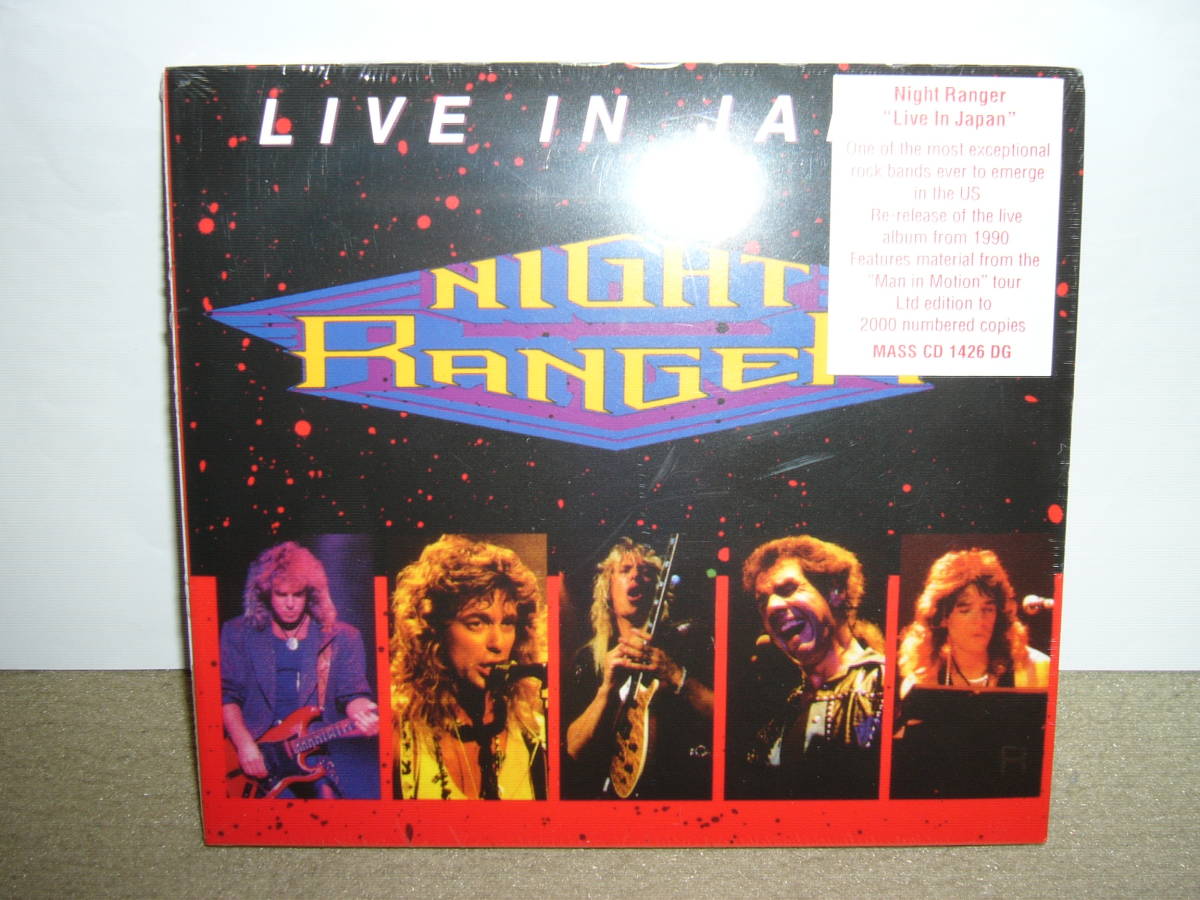 LIVE IN JA
NIGHT
RANGER
Night Ranger
"Live In Japan"
One of the most exceptional
rock bands ever to emerge
in the US
Re-release of the live
album from 1990
Features material from the
"Man in Motion" tour
Ltd edition to
2000 numbered copies
MASS CD 1426 DG